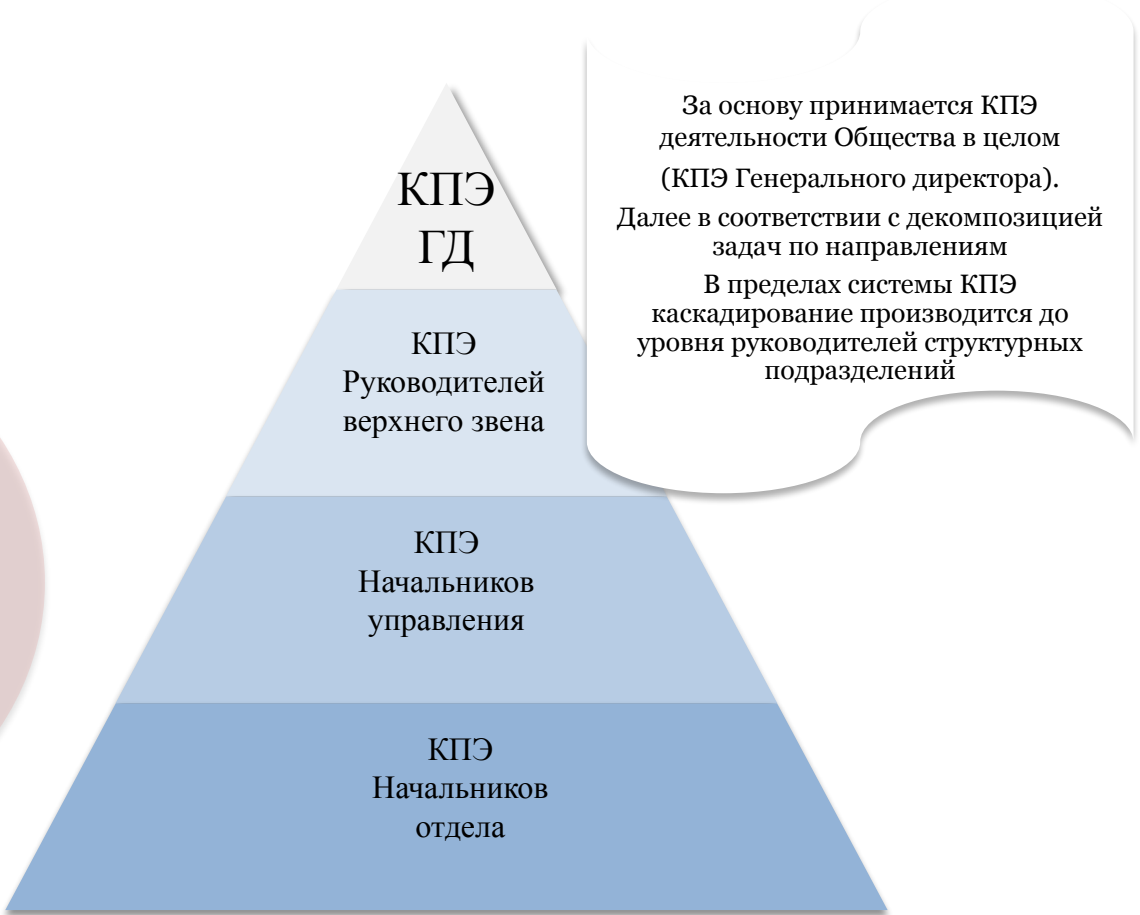 КПЭ
ГД
КПЭ
Руководителей
верхнего звена
КПЭ
Начальников
управления
КПЭ
Начальников
отдела
За основу принимается КПЭ
деятельности Общества в целом
(КПЭ Генерального директора).
Далее в соответствии с декомпозицией
задач по направлениям
В пределах системы КПЭ
каскадирование производится до
уровня руководителей структурных
подразделений